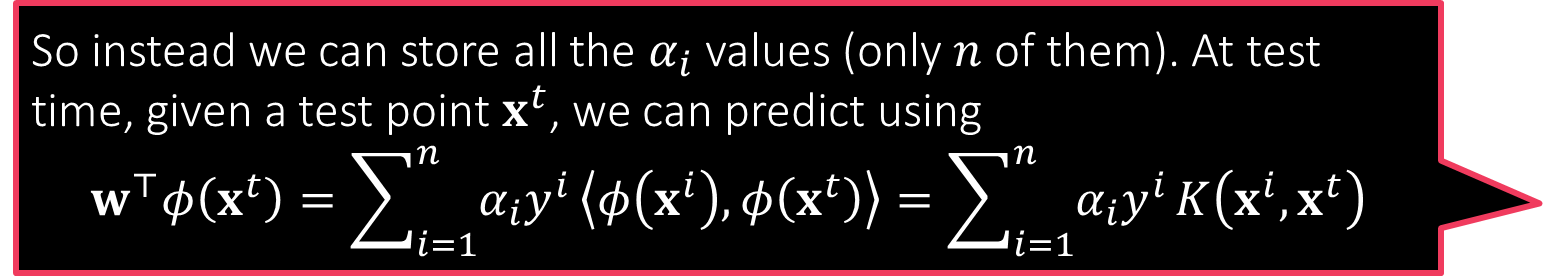 So instead we can store all the αᵢ values (only n of them). At test
time, given a test point 𝐱ᵗ, we can predict using
𝐰ᵀϕ(𝐱ᵗ) = ∑ⁿᵢ₌₁ αᵢyⁱ⟨ϕ(𝐱ⁱ), ϕ(𝐱ᵗ)⟩ = ∑ⁿᵢ₌₁ αᵢyⁱ K(𝐱ⁱ, 𝐱ᵗ)